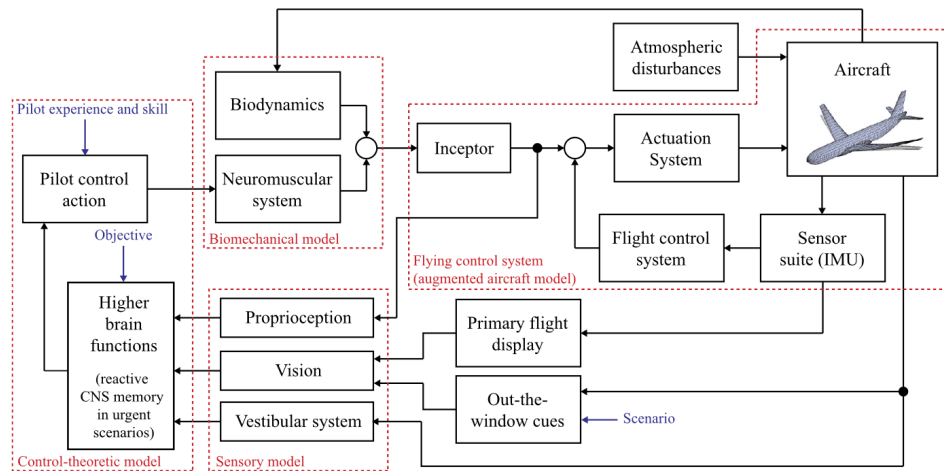 Atmospheric
disturbances
Aircraft
Biodynamics
Pilot experience and skill
Inceptor
Actuation
System
Pilot control
action
Neuromuscular
system
Objective
Biomechanical model
Flying control system
(augmented aircraft model)
Flight control
system
Sensor
suite (IMU)
Higher
brain
functions
(reactive
CNS memory
in urgent
scenarios)
Proprioception
Primary flight
display
Vision
Out-the-
window cues
Scenario
Vestibular system
Control-theoretic model
Sensory model